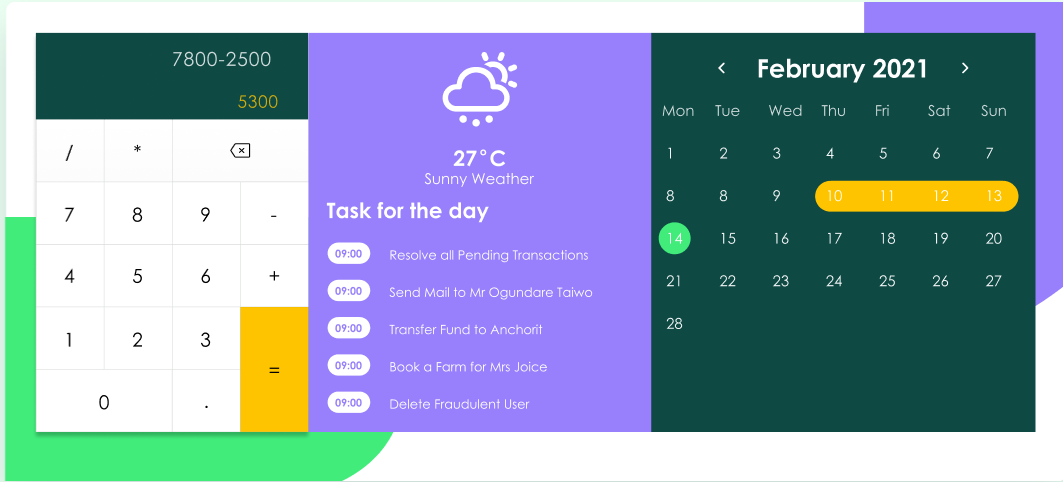 7800-2500
5300
/ *
7 8 9 -
4 5 6 +
1 2 3 =
0 .
27°C
Sunny Weather
Task for the day
09:00 Resolve all Pending Transactions
09:00 Send Mail to Mr Ogundare Taiwo
09:00 Transfer Fund to Anchorit
09:00 Book a Farm for Mrs Joice
09:00 Delete Fraudulent User
February 2021
Mon Tue Wed Thu Fri Sat Sun
1 2 3 4 5 6 7
8 8 9 10 11 12 13
14 15 16 17 18 19 20
21 22 23 24 25 26 27
28